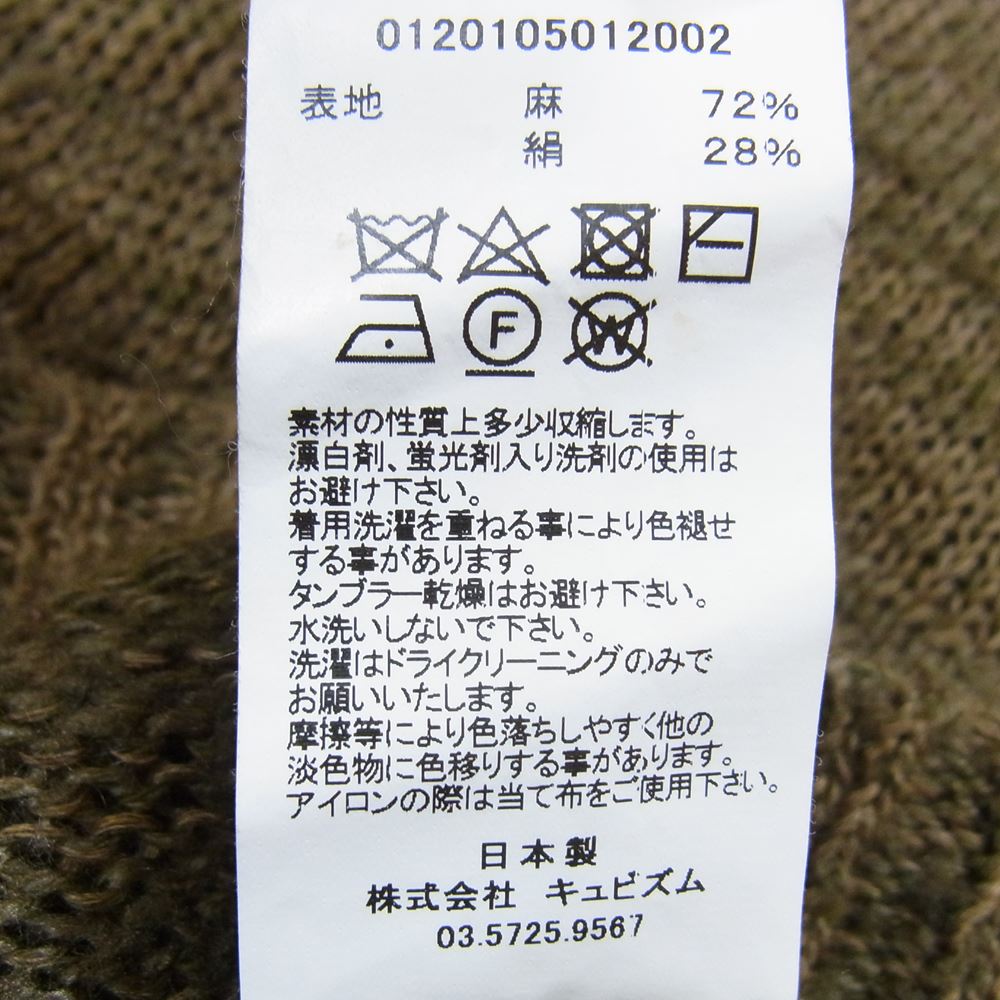 0120105012002
表地 麻 72%
絹 28%
F W
素材の性質上多少収縮します。
漂白剤、蛍光剤入り洗剤の使用は
お避け下さい。
着用洗濯を重ねる事により色褪せ
する事があります。
タンブラー乾燥はお避け下さい。
水洗いしないで下さい。
洗濯はドライクリーニングのみで
お願いいたします。
摩擦等により色落ちしやすく他の
淡色物に色移りする事があります。
アイロンの際は当て布をご使用下さい。
日本製
株式会社 キュビズム
03.5725.9567